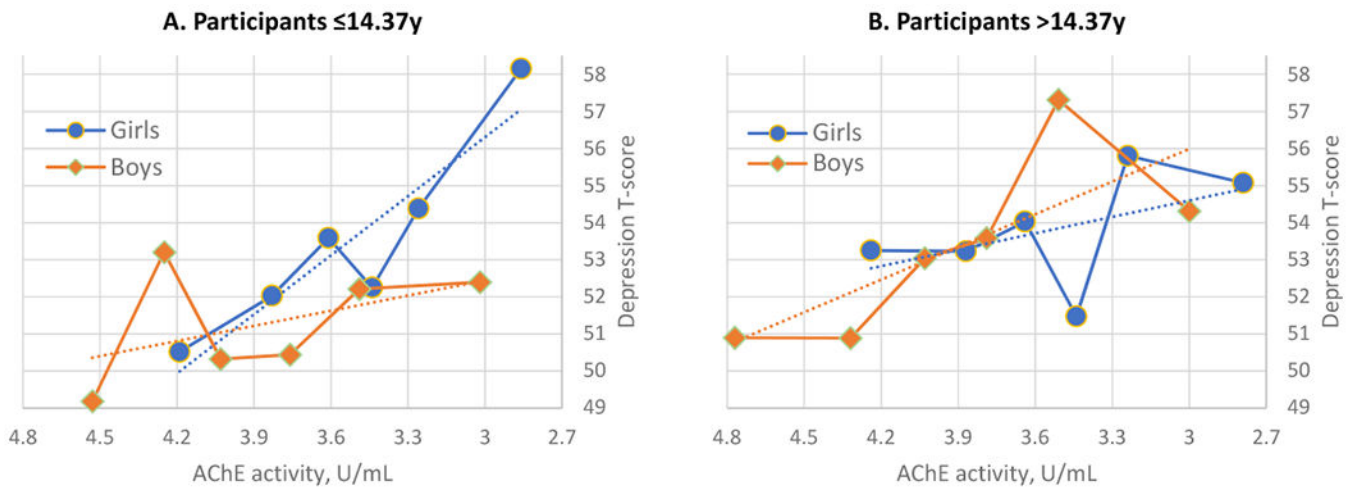 A. Participants ≤14.37y
Girls
Boys
58
57
56
55
54
53
52
51
50
49
Depression T-score
4.8 4.5 4.2 3.9 3.6 3.3 3 2.7
AChE activity, U/mL
B. Participants >14.37y
Girls
Boys
58
57
56
55
54
53
52
51
50
49
Depression T-score
4.8 4.5 4.2 3.9 3.6 3.3 3 2.7
AChE activity, U/mL